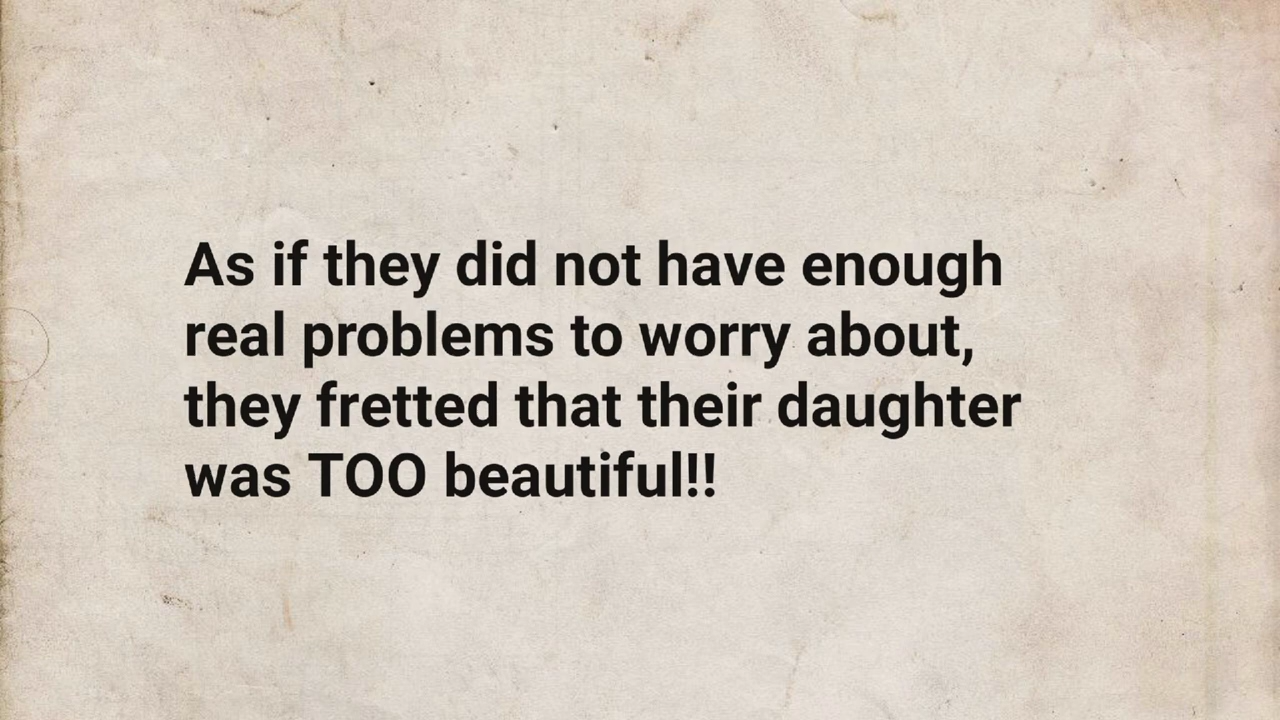 As if they did not have enough
real problems to worry about,
they fretted that their daughter
was TOO beautiful!!